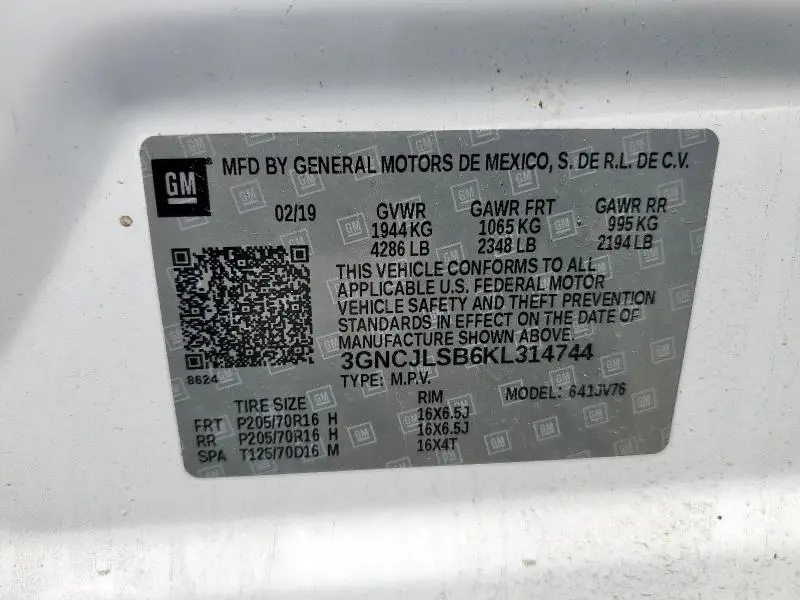 GM MFD BY GENERAL MOTORS DE MEXICO, S. DE R.L. DE C.V.
02/19 GVWR GAWR FRT GAWR RR
1944 KG 1065 KG 995 KG
4286 LB 2348 LB 2194 LB
THIS VEHICLE CONFORMS TO ALL
APPLICABLE U.S. FEDERAL MOTOR
VEHICLE SAFETY AND THEFT PREVENTION
STANDARDS IN EFFECT ON THE DATE OF
MANUFACTURE SHOWN ABOVE.
3GNCJLSB6KL314744
8624 TYPE: M.P.V. MODEL: 641JV76
TIRE SIZE RIM
FRT P205/70R16 H 16X6.5J
RR P205/70R16 H 16X6.5J
SPA T125/70D16 M 16X4T